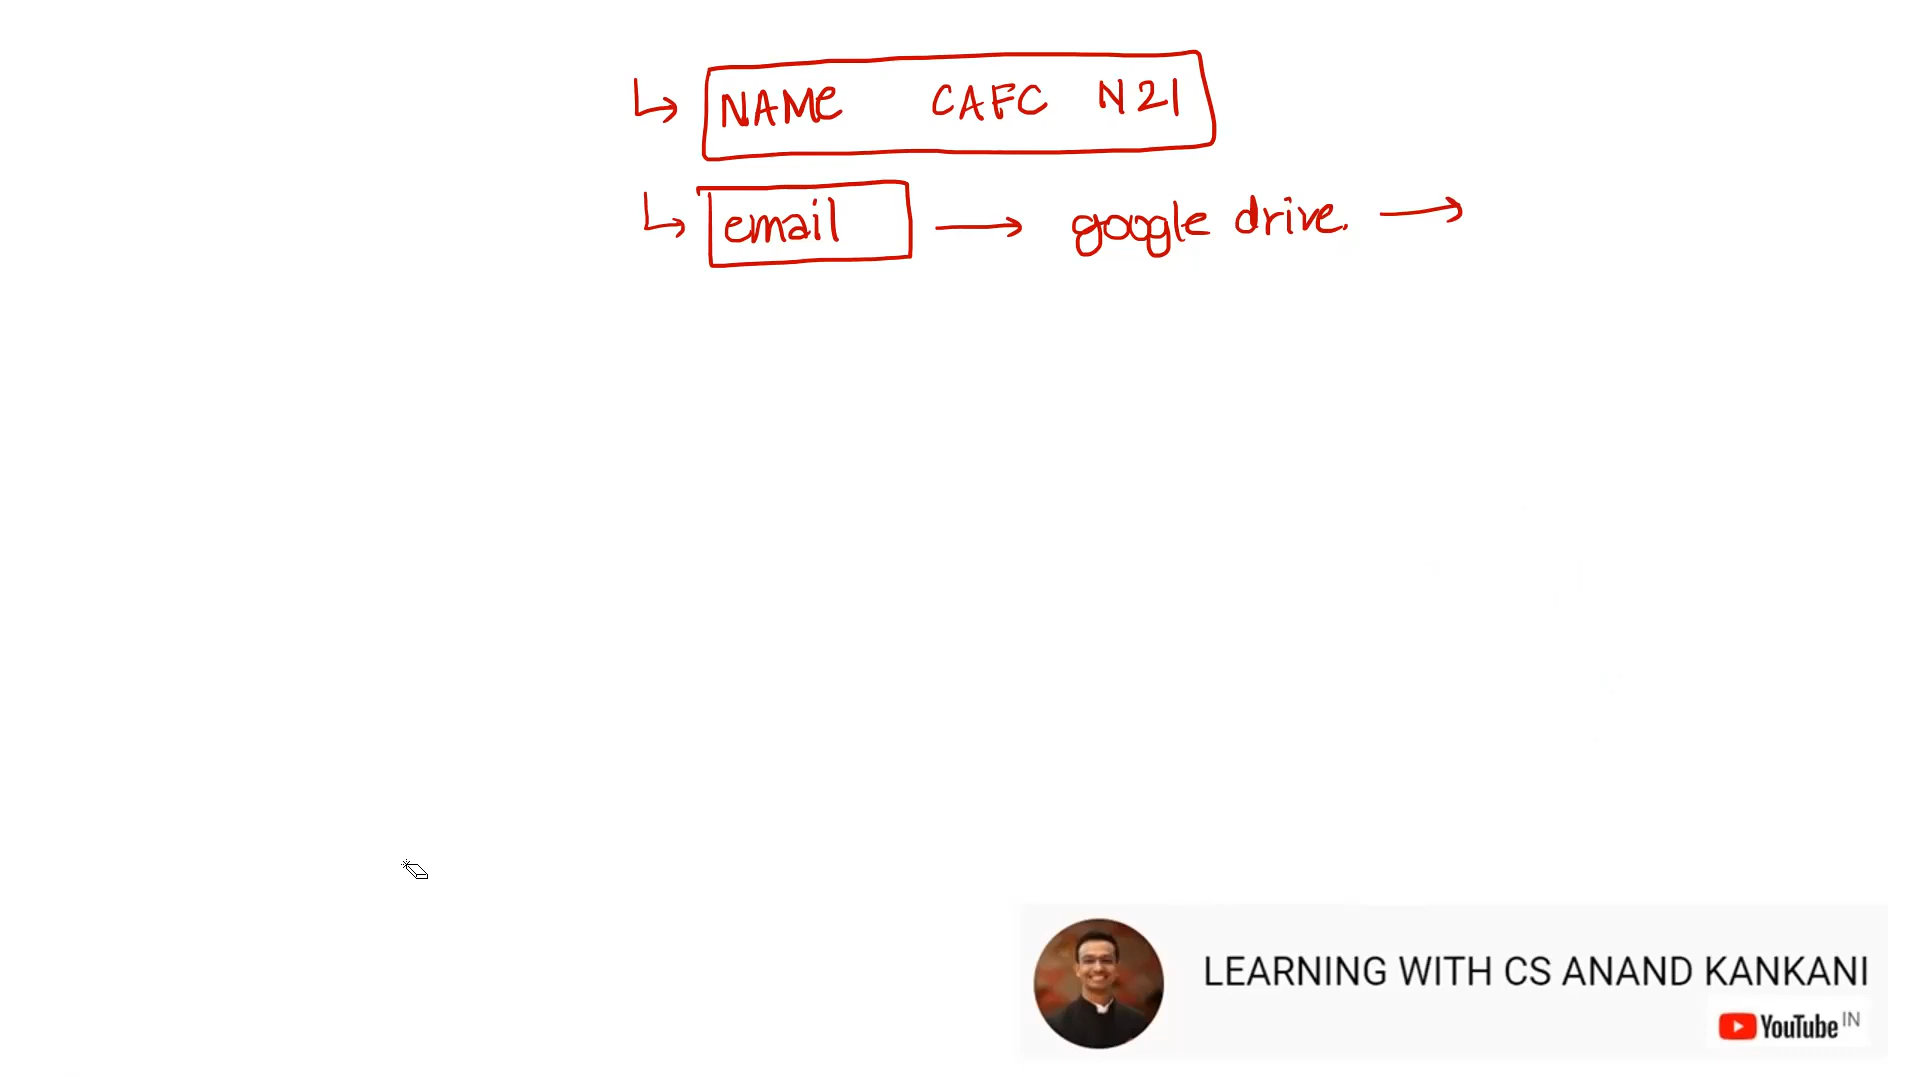 ↳ NAME CAFC N21
↳ email → google drive. →
LEARNING WITH CS ANAND KANKANI
YouTube IN